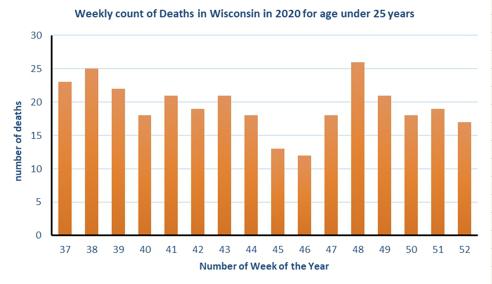 Weekly count of Deaths in Wisconsin in 2020 for age under 25 years
30
25
20
15
10
5
0
number of deaths
37 38 39 40 41 42 43 44 45 46 47 48 49 50 51 52
Number of Week of the Year